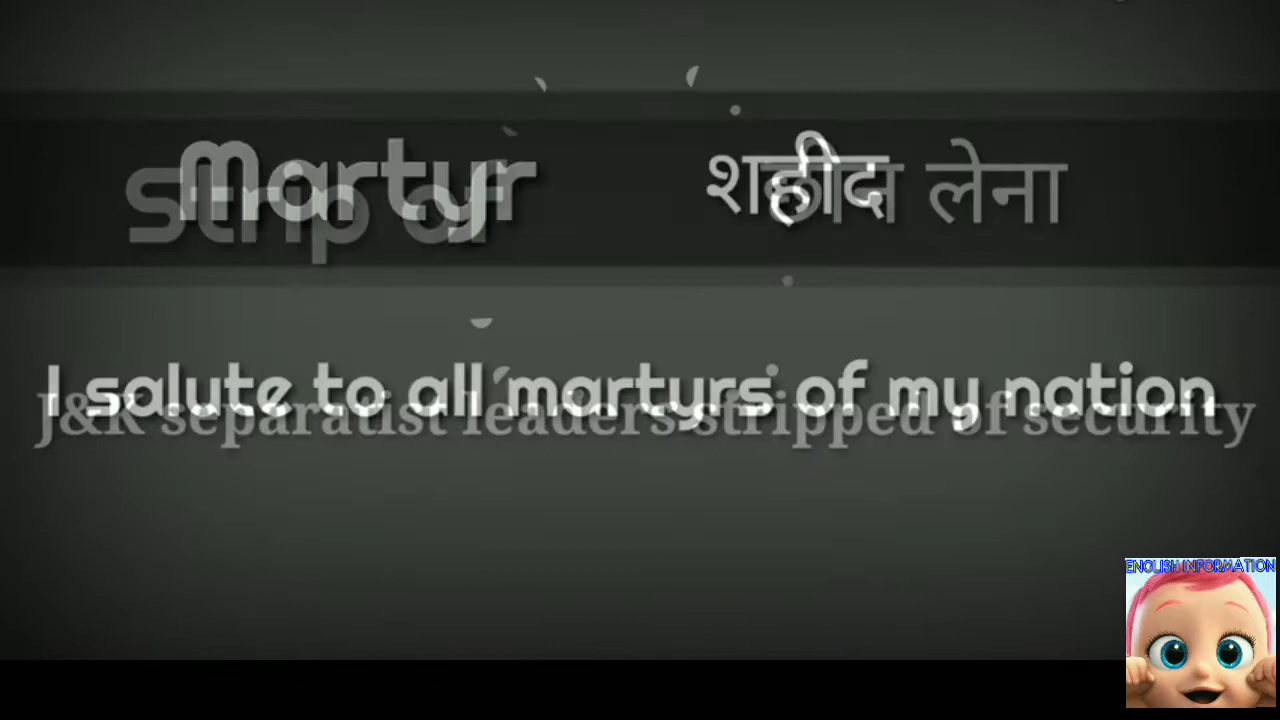 Martyr शहीद
Strip of छीन लेना
I salute to all martyrs of my nation
J&K separatist leaders stripped of security
ENGLISH INFORMATION